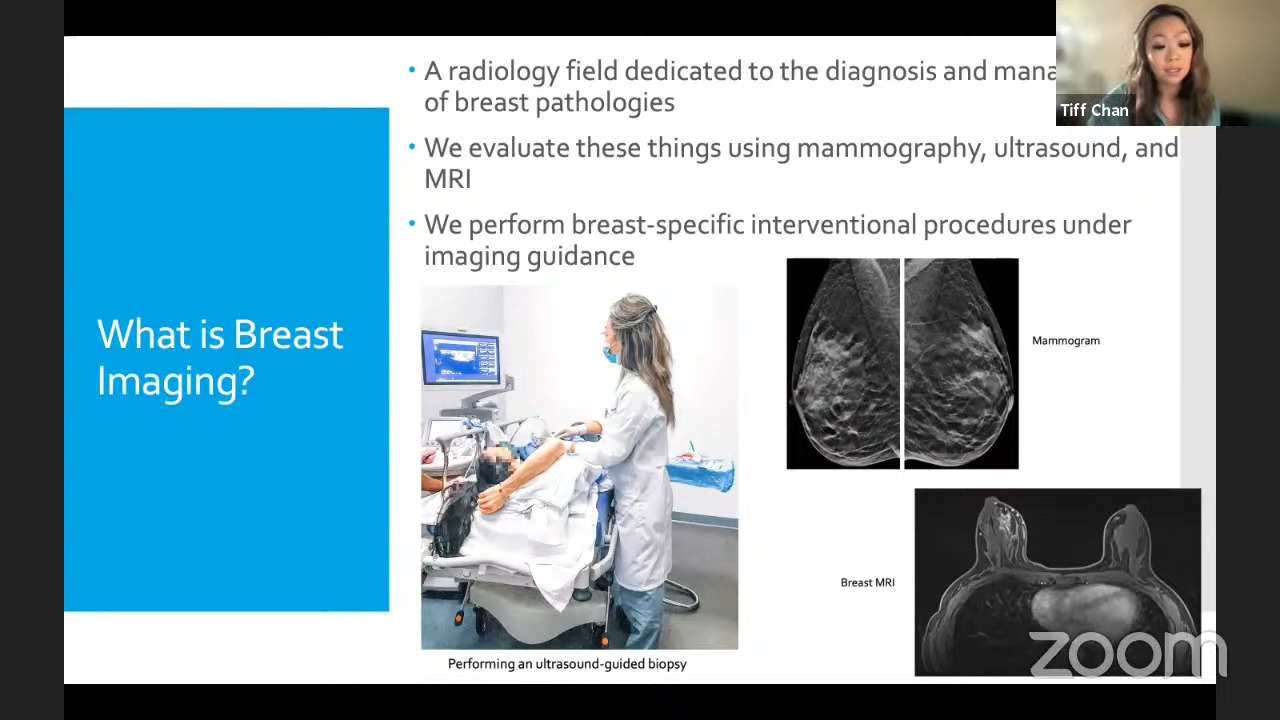 • A radiology field dedicated to the diagnosis and
of breast pathologies
• We evaluate these things using mammography, ultrasound, and
MRI
• We perform breast-specific interventional procedures under
imaging guidance
What is Breast
Imaging?
Tiff Chan
Mammogram
Breast MRI
Performing an ultrasound-guided biopsy
zoom